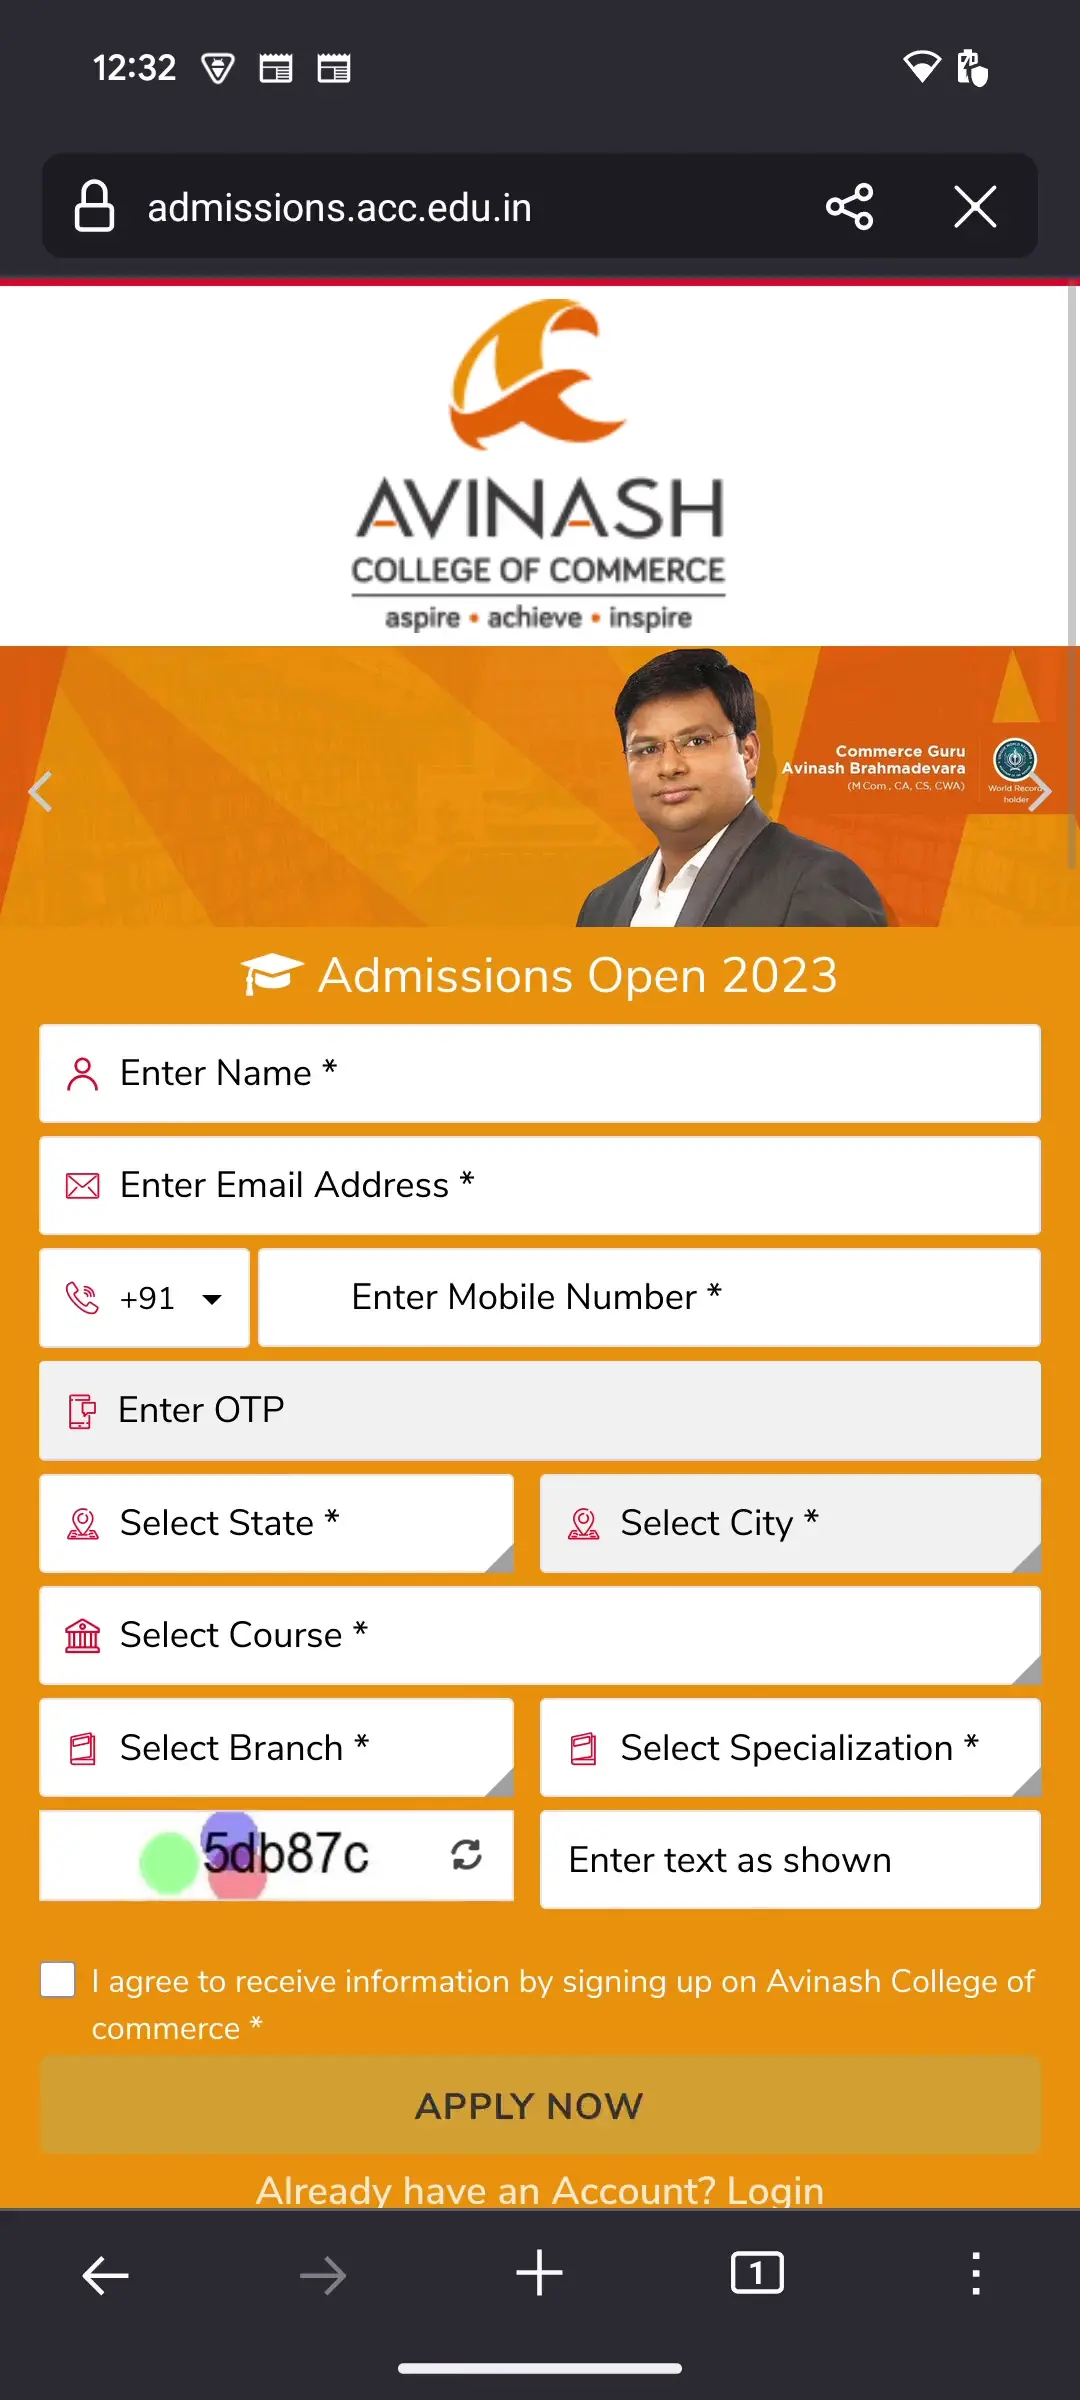 12:32
admissions.acc.edu.in
AVINASH
COLLEGE OF COMMERCE
aspire • achieve • inspire
Commerce Guru
Avinash Brahmadevara
(M Com., CA, CS, CWA)
World Record
holder
Admissions Open 2023
Enter Name *
Enter Email Address *
+91
Enter Mobile Number *
Enter OTP
Select State *
Select City *
Select Course *
Select Branch *
Select Specialization *
5db87c
Enter text as shown
I agree to receive information by signing up on Avinash College of
commerce *
APPLY NOW
Already have an Account? Login
1